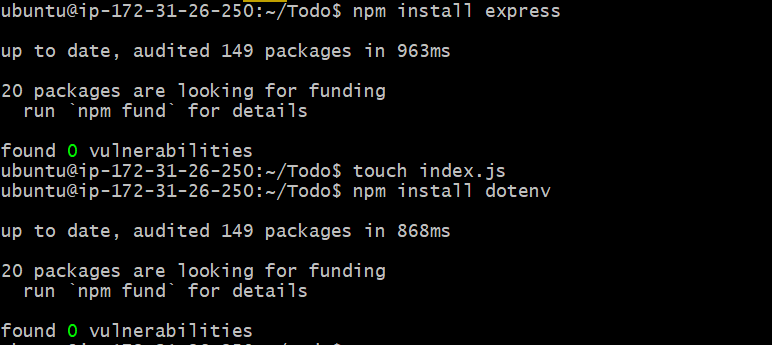 ubuntu@ip-172-31-26-250:~/Todo$ npm install express
up to date, audited 149 packages in 963ms
20 packages are looking for funding
  run `npm fund` for details
found 0 vulnerabilities
ubuntu@ip-172-31-26-250:~/Todo$ touch index.js
ubuntu@ip-172-31-26-250:~/Todo$ npm install dotenv
up to date, audited 149 packages in 868ms
20 packages are looking for funding
  run `npm fund` for details
found 0 vulnerabilities